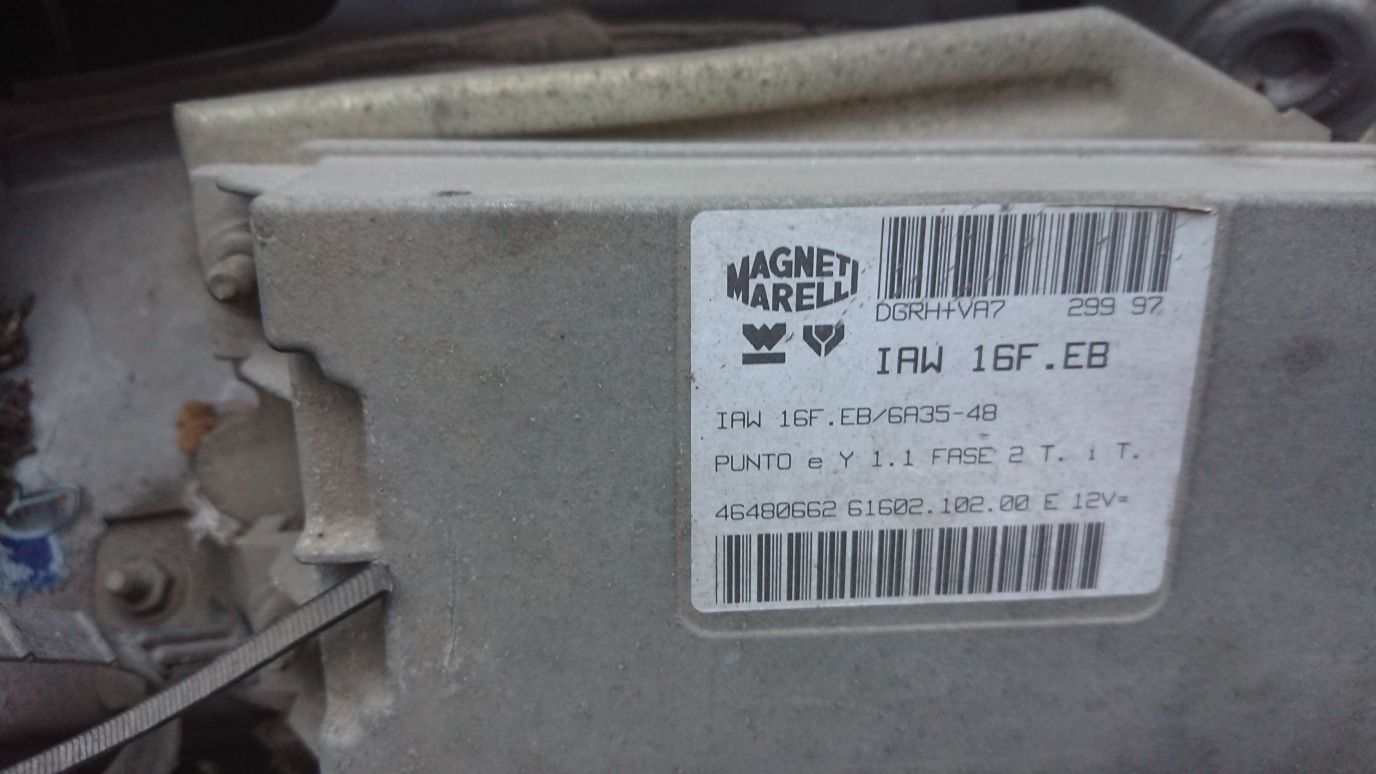 MAGNETI
MARELLI
DGRH+VA7 299 97
IAW 16F.EB
IAW 16F.EB/6A35-48
PUNTO e Y 1.1 FASE 2 T. i T.
46480662 61602.102.00 E 12V=